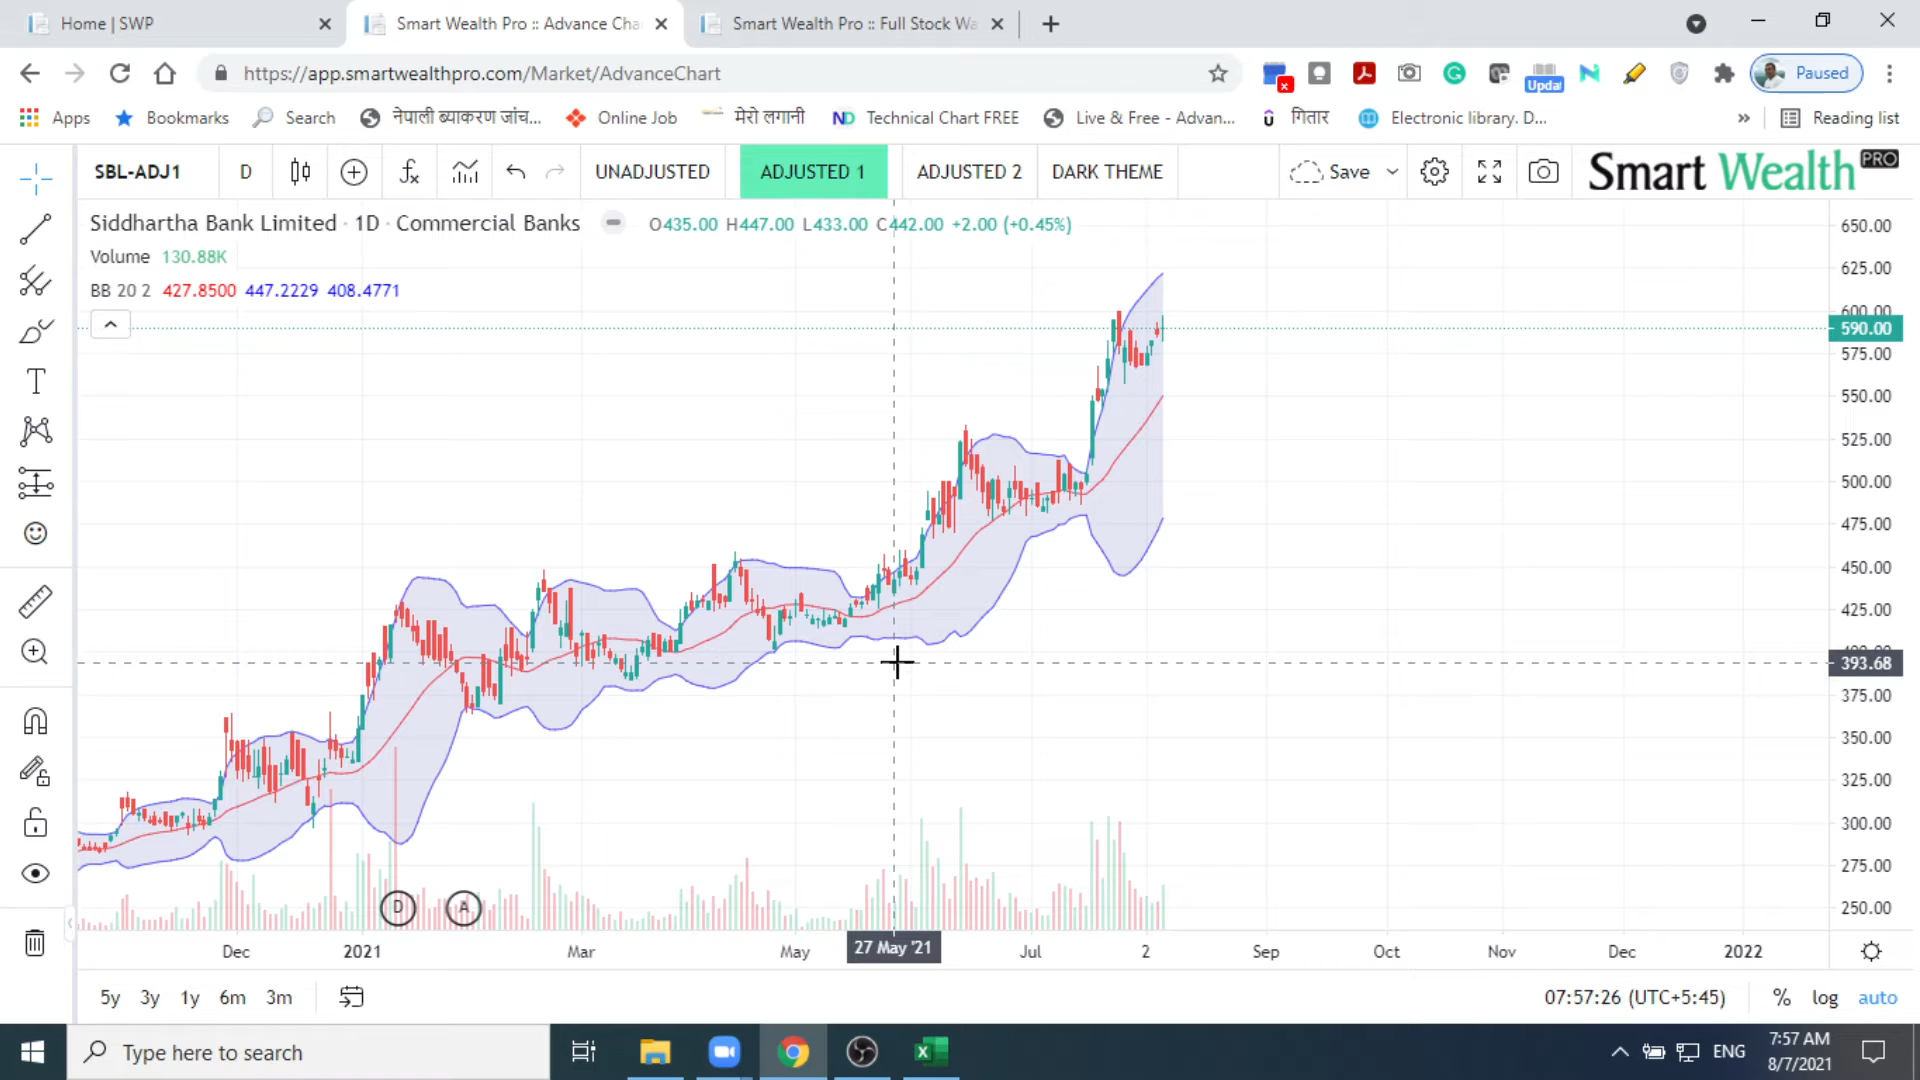 Home | SWP
Smart Wealth Pro :: Advance Cha
Smart Wealth Pro :: Full Stock Wa
https://app.smartwealthpro.com/Market/AdvanceChart
Updat
Paused
Apps
Bookmarks
Search
नेपाली ब्याकरण जांच...
Online Job
मेरो लगानी
ND
Technical Chart FREE
Live & Free - Advan...
गितार
Electronic library. D...
»
Reading list
SBL-ADJ1
D
UNADJUSTED
ADJUSTED 1
ADJUSTED 2
DARK THEME
Save
Smart Wealth PRO
Siddhartha Bank Limited · 1D · Commercial Banks
O435.00 H447.00 L433.00 C442.00 +2.00 (+0.45%)
Volume 130.88K
BB 20 2 427.8500 447.2229 408.4771
650.00
625.00
600.00
590.00
575.00
550.00
525.00
500.00
475.00
450.00
425.00
393.68
375.00
350.00
325.00
300.00
275.00
250.00
D
A
Dec
2021
Mar
May
27 May '21
Jul
2
Sep
Oct
Nov
Dec
2022
5y 3y 1y 6m 3m
07:57:26 (UTC+5:45)
% log auto
Type here to search
ENG
7:57 AM
8/7/2021